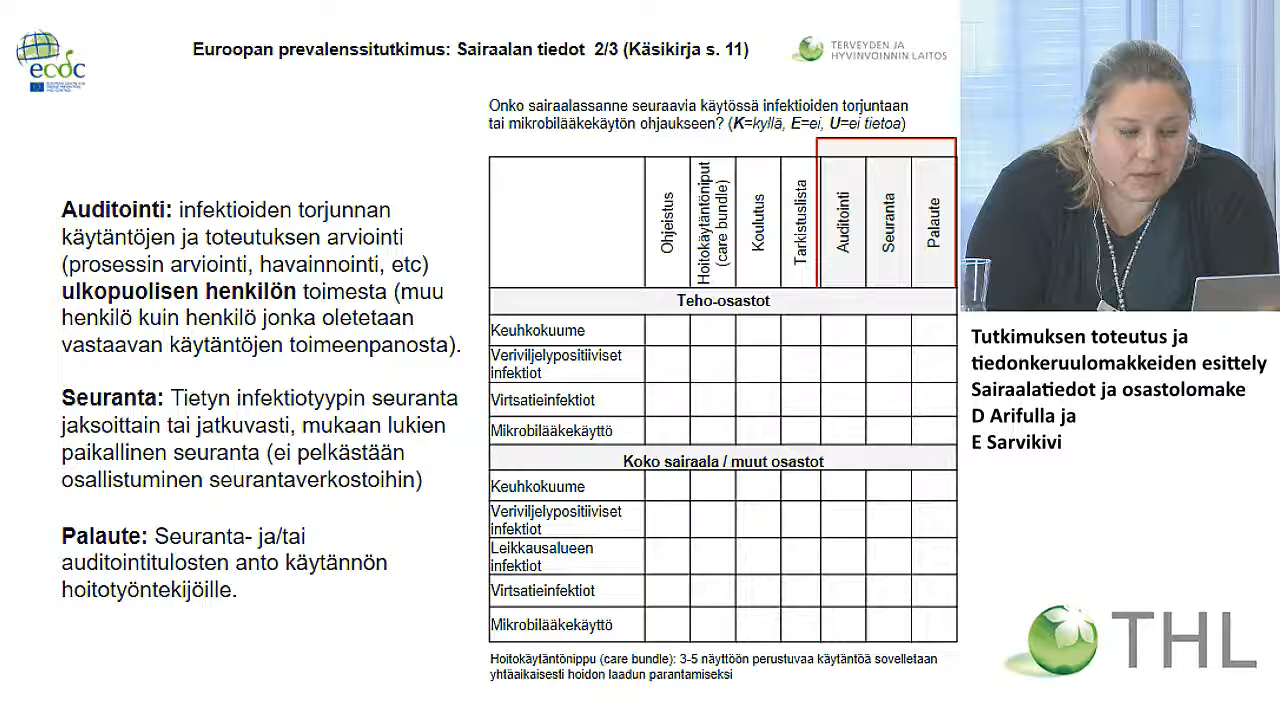 Euroopan prevalenssitutkimus: Sairaalan tiedot 2/3 (Käsikirja s. 11)
ecdc
TERVEYDEN JA
HYVINVOINNIN LAITOS
Auditointi: infektioiden torjunnan
käytäntöjen ja toteutuksen arviointi
(prosessin arviointi, havainnointi, etc)
ulkopuolisen henkilön toimesta (muu
henkilö kuin henkilö jonka oletetaan
vastaavan käytäntöjen toimeenpanosta).
Seuranta: Tietyn infektiotyypin seuranta
jaksoittain tai jatkuvasti, mukaan lukien
paikallinen seuranta (ei pelkästään
osallistuminen seurantaverkostoihin)
Palaute: Seuranta- ja/tai
auditointitulosten anto käytännön
hoitotyöntekijöille.
Onko sairaalassanne seuraavia käytössä infektioiden torjuntaan
tai mikrobilääkekäytön ohjaukseen? (K=kyllä, E=ei, U=ei tietoa)
Ohjeistus
Hoitokäytäntöniput
(care bundle)
Koulutus
Tarkistuslista
Auditointi
Seuranta
Palaute
Teho-osastot
Keuhkokuume
Veriviljelypositiiviset
infektiot
Virtsatieinfektiot
Mikrobilääkekäyttö
Koko sairaala / muut osastot
Keuhkokuume
Veriviljelypositiiviset
infektiot
Leikkausalueen
infektiot
Virtsatieinfektiot
Mikrobilääkekäyttö
Hoitokäytäntönippu (care bundle): 3-5 näyttöön perustuvaa käytäntöä sovelletaan
yhtäaikaisesti hoidon laadun parantamiseksi
Tutkimuksen toteutus ja
tiedonkeruulomakkeiden esittely
Sairaalatiedot ja osastolomake
D Arifulla ja
E Sarvikivi
THL